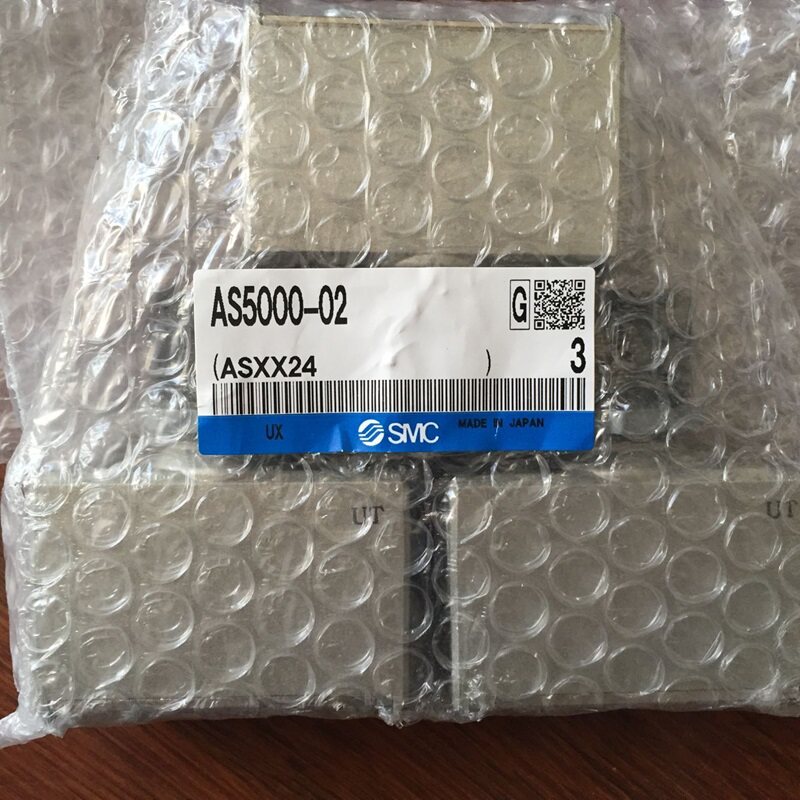 AS5000-02
G
(ASXX24 )
3
UX
SMC
MADE IN JAPAN
UT
UT